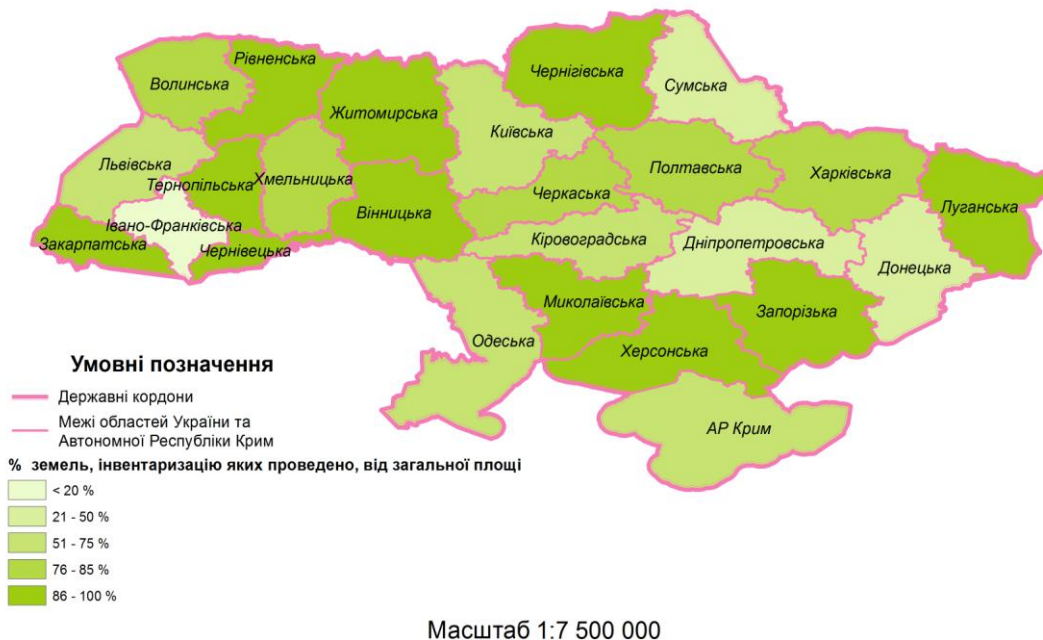 Рівненська
Волинська
Чернігівська
Сумська
Житомирська
Київська
Львівська
Тернопільська
Хмельницька
Полтавська
Харківська
Черкаська
Луганська
Вінницька
Івано-Франківська
Закарпатська
Чернівецька
Кіровоградська
Дніпропетровська
Донецька
Миколаївська
Запорізька
Одеська
Херсонська
АР Крим
Умовні позначення
Державні кордони
Межі областей України та
Автономної Республіки Крим
% земель, інвентаризацію яких проведено, від загальної площі
< 20 %
21 - 50 %
51 - 75 %
76 - 85 %
86 - 100 %
Масштаб 1:7 500 000